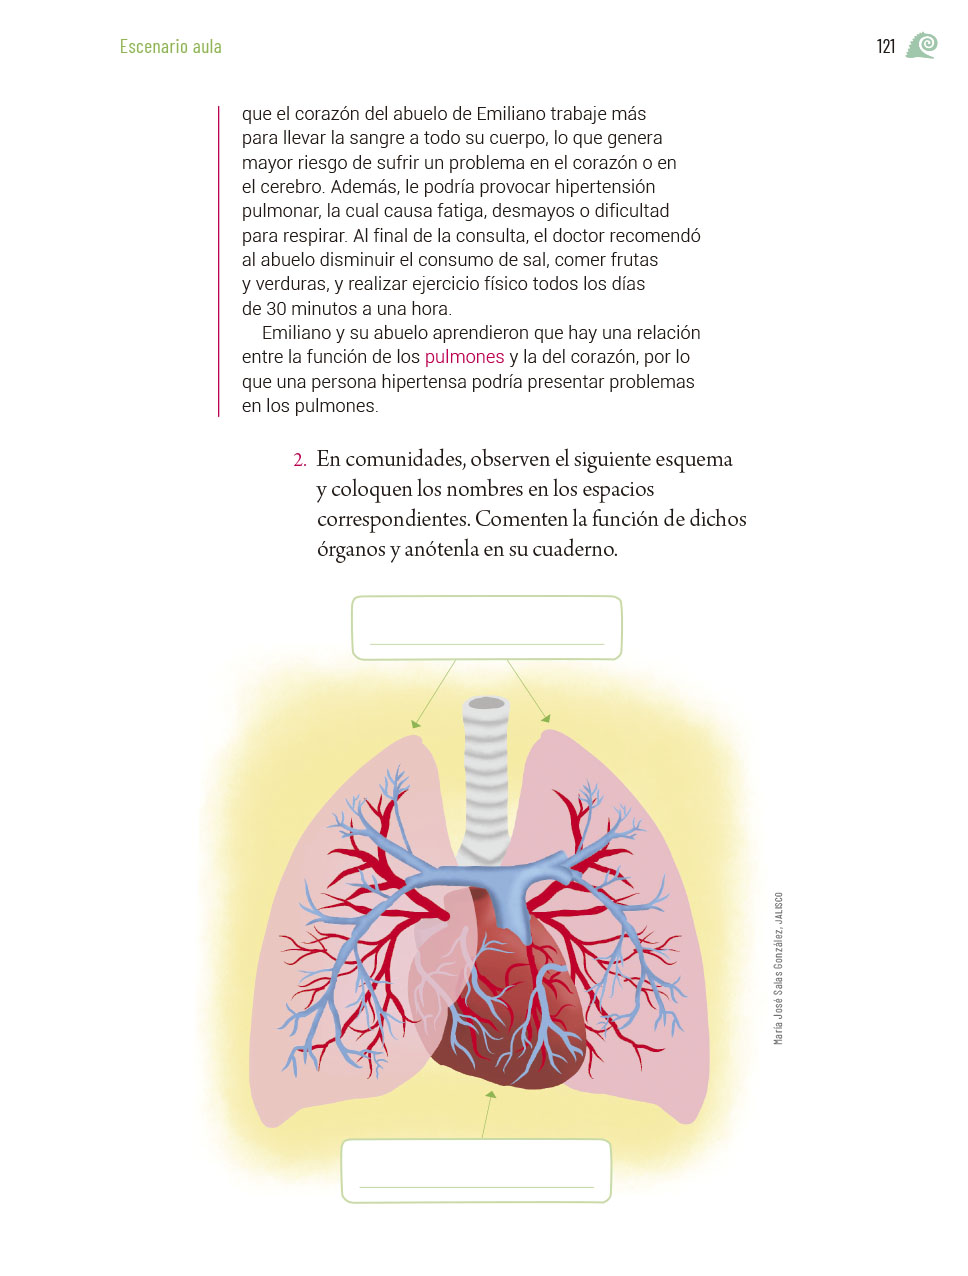 Escenario aula
121
que el corazón del abuelo de Emiliano trabaje más
para llevar la sangre a todo su cuerpo, lo que genera
mayor riesgo de sufrir un problema en el corazón o en
el cerebro. Además, le podría provocar hipertensión
pulmonar, la cual causa fatiga, desmayos o dificultad
para respirar. Al final de la consulta, el doctor recomendó
al abuelo disminuir el consumo de sal, comer frutas
y verduras, y realizar ejercicio físico todos los días
de 30 minutos a una hora.
Emiliano y su abuelo aprendieron que hay una relación
entre la función de los pulmones y la del corazón, por lo
que una persona hipertensa podría presentar problemas
en los pulmones.
2. En comunidades, observen el siguiente esquema
y coloquen los nombres en los espacios
correspondientes. Comenten la función de dichos
órganos y anótenla en su cuaderno.
María José Salas González, JALISCO